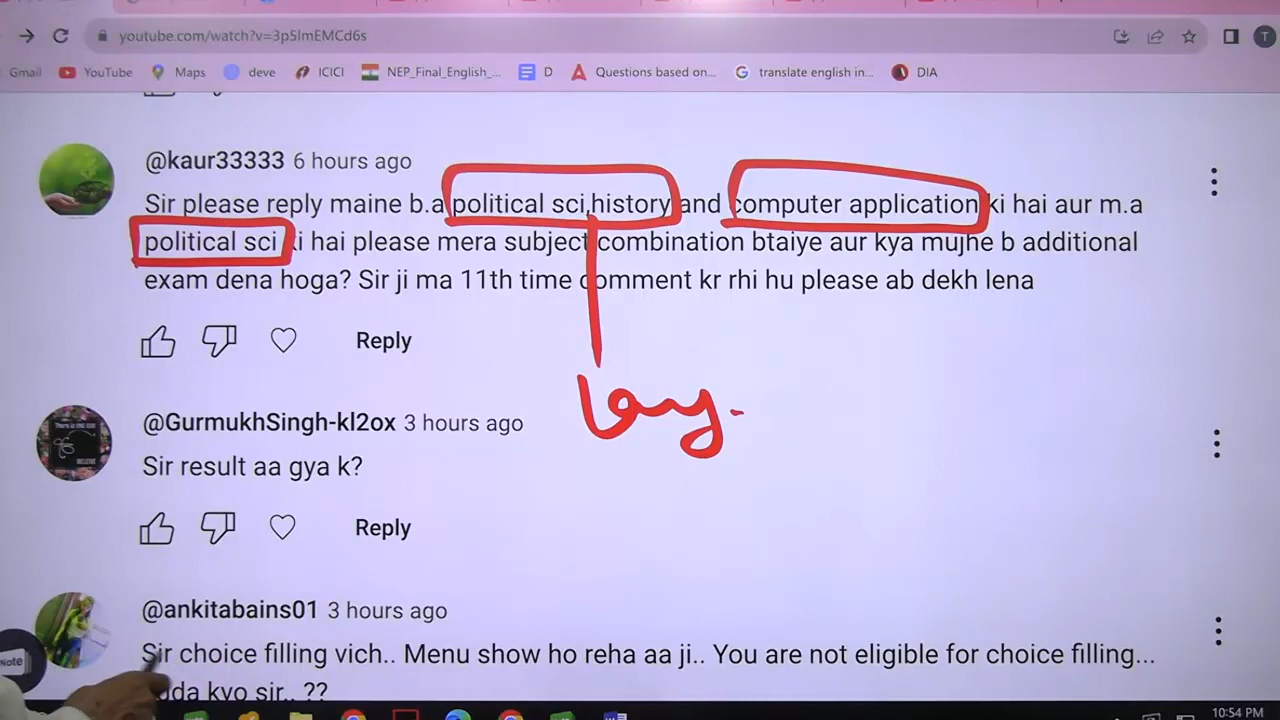 youtube.com/watch?v=3p5lmEMCd6s
T
Gmail YouTube Maps deve ICICI NEP_Final_English_... D Questions based on... translate english in... DIA
@kaur33333 6 hours ago
Sir please reply maine b.a political sci,history and computer application ki hai aur m.a
political sci ki hai please mera subject combination btaiye aur kya mujhe b additional
exam dena hoga? Sir ji ma 11th time comment kr rhi hu please ab dekh lena
Reply
@GurmukhSingh-kl2ox 3 hours ago
Sir result aa gya k?
Reply
@ankitabains01 3 hours ago
Sir choice filling vich.. Menu show ho reha aa ji.. You are not eligible for choice filling...
kyo sir.. ??
Note
10:54 PM